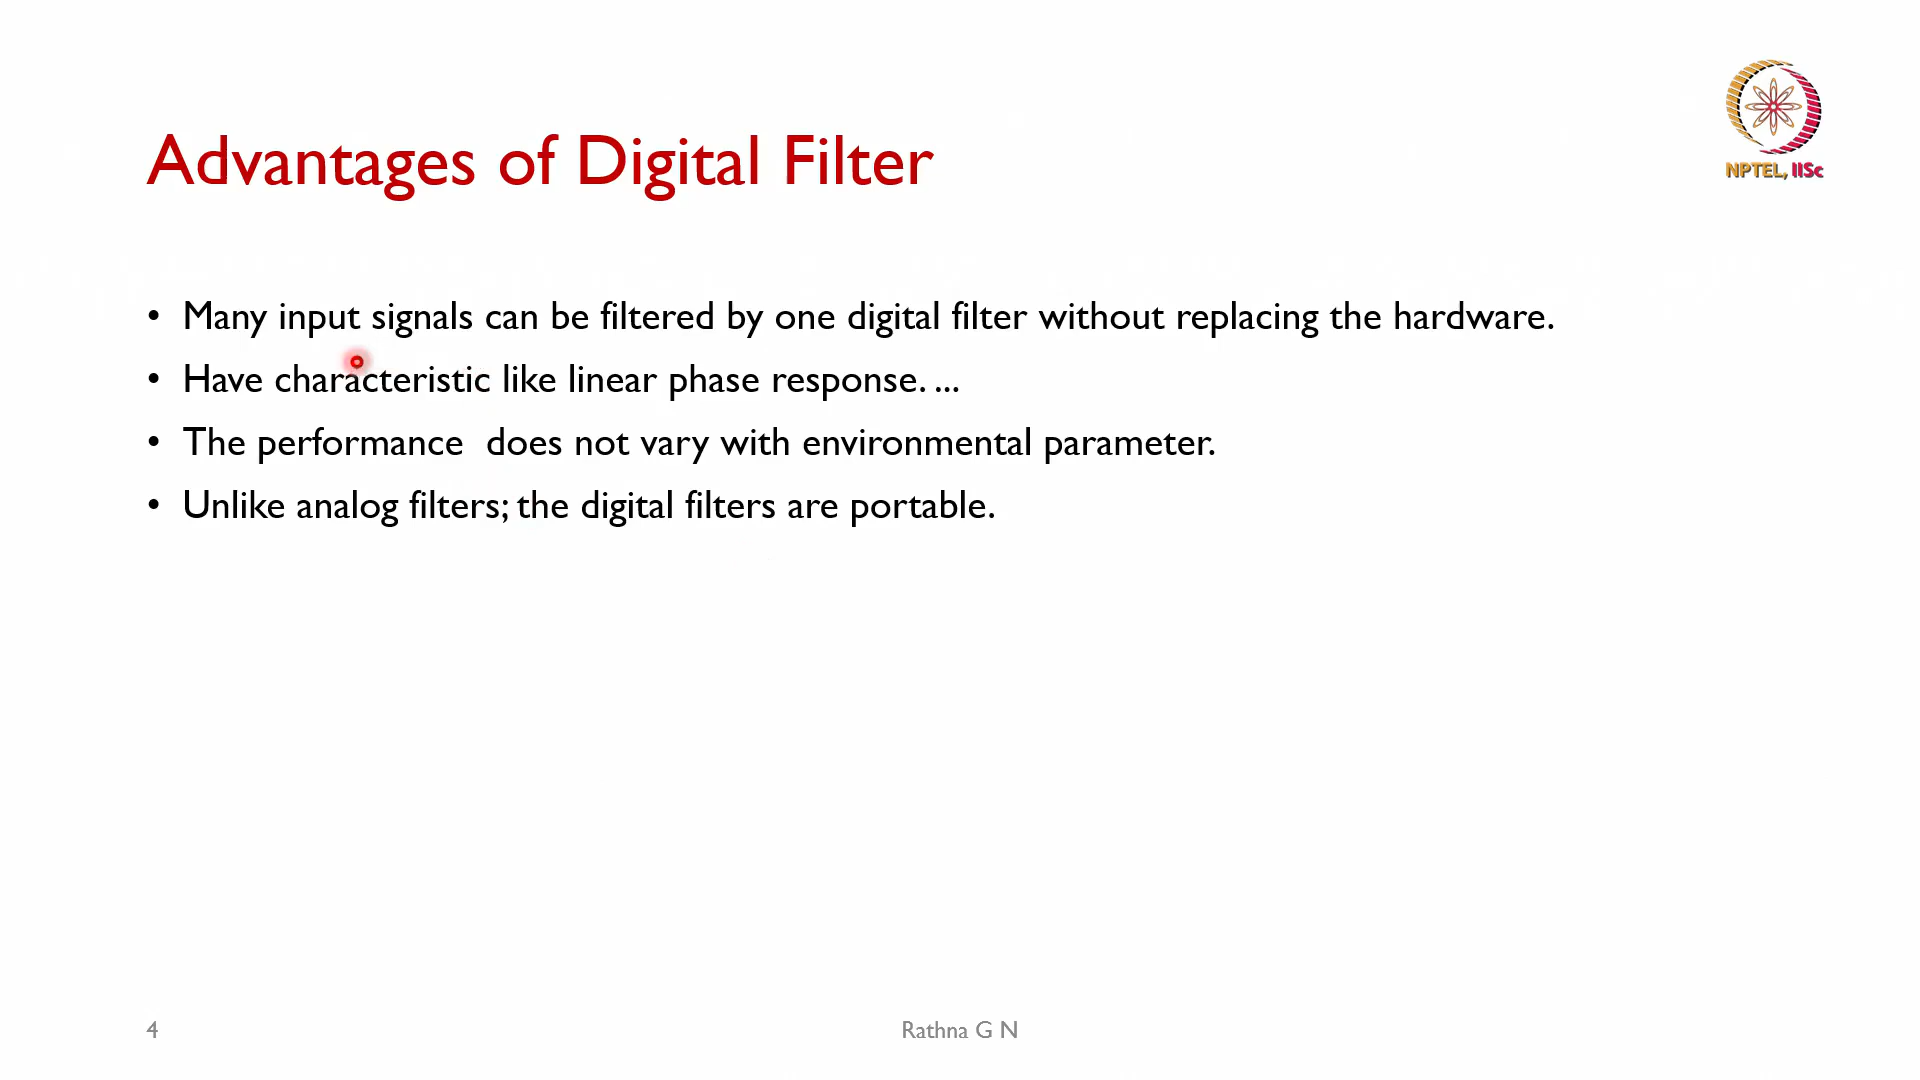 NPTEL, IISc
Advantages of Digital Filter
• Many input signals can be filtered by one digital filter without replacing the hardware.
• Have characteristic like linear phase response. ...
• The performance  does not vary with environmental parameter.
• Unlike analog filters; the digital filters are portable.
4
Rathna G N